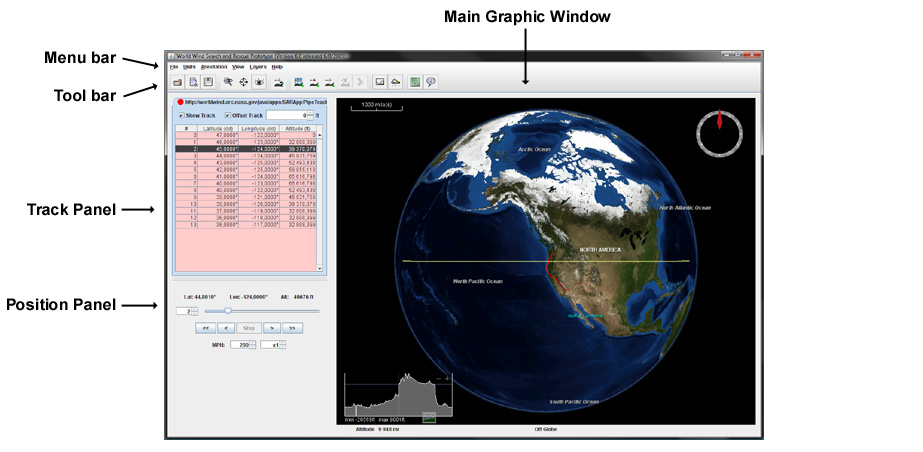 Main Graphic Window
Menu bar
Tool bar
Track Panel
Position Panel
World Wind Search and Rescue Prototype
File Units Annotation View Layers Help
http://worldwind.arc.nasa.gov/java/apps/SARApp/PipeTrack
Show Track Offset Track 0 ft
# Latitude (dd) Longitude (dd) Altitude (ft)
0 47,0000° -122,0000° 0
1 46,0000° -123,0000° 32 808,399
2 45,0000° -124,0000° 39 370,079
3 44,0000° -124,0000° 45 931,759
4 43,0000° -125,0000° 52 493,438
5 42,0000° -125,0000° 59 055,118
6 41,0000° -124,0000° 65 616,798
7 40,0000° -123,0000° 65 616,798
8 40,0000° -122,0000° 52 493,438
9 39,0000° -121,0000° 45 931,759
10 38,0000° -120,0000° 39 370,079
11 37,0000° -119,0000° 32 808,399
12 36,0000° -118,0000° 32 808,399
13 36,0000° -117,0000° 32 808,399
Lat: 44,8010° Lon: -124,0000° Alt: 40676 ft
2
<< < Stop > >>
MPH: 200 x1
1000 mile(s)
Arctic Ocean
North Atlantic Ocean
NORTH AMERICA
North Pacific Ocean
South Pacific Ocean
Altitude 9 948 mi
Off Globe